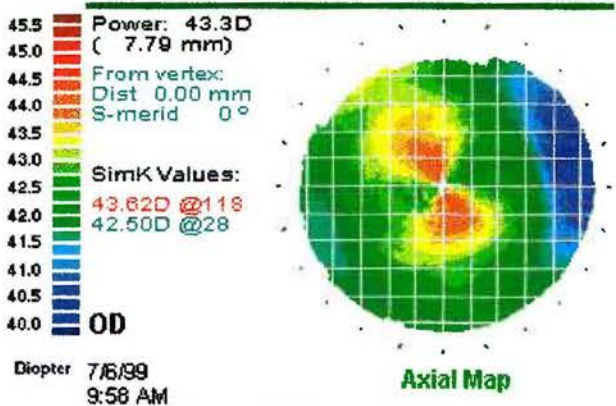 45.5
45.0
44.5
44.0
43.5
43.0
42.5
42.0
41.5
41.0
40.5
40.0
Diopter
Power: 43.3D
( 7.79 mm)
From vertex:
Dist 0.00 mm
S-merid 0°
SimK Values:
43.62D @118
42.50D @28
OD
7/6/99
9:58 AM
Axial Map